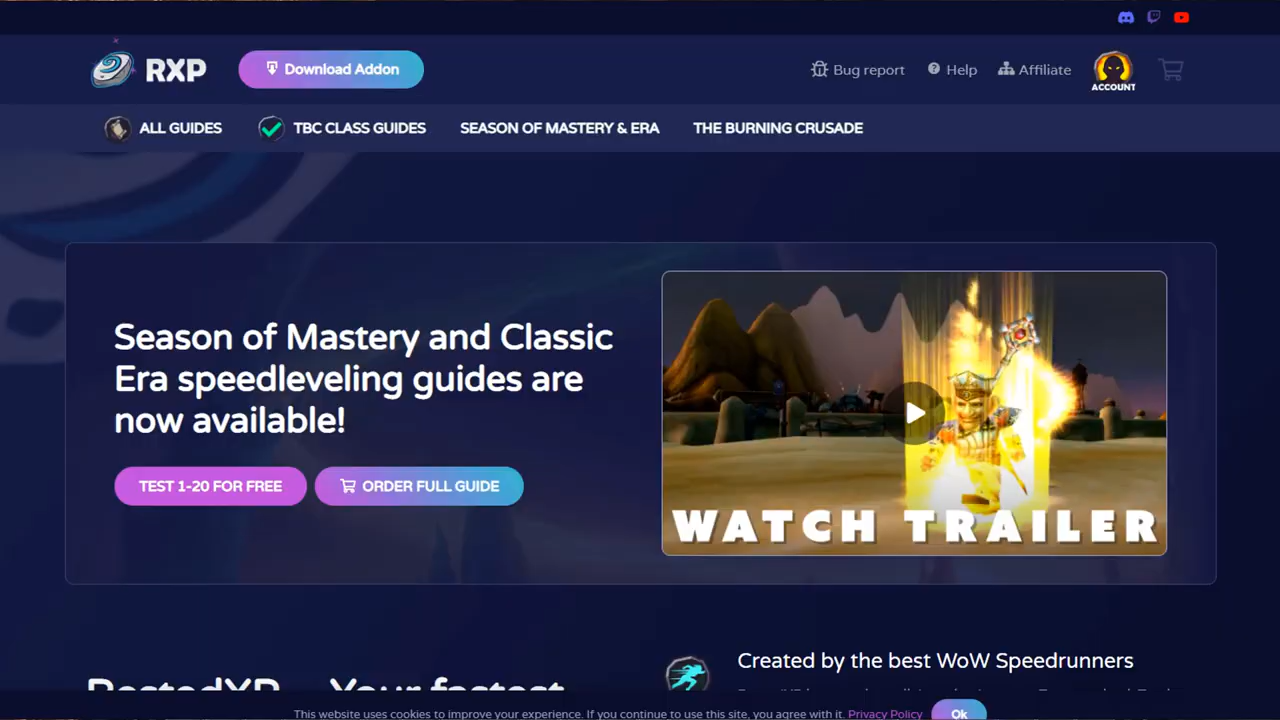 RXP
Download Addon
Bug report
Help
Affiliate
ACCOUNT
ALL GUIDES
TBC CLASS GUIDES
SEASON OF MASTERY & ERA
THE BURNING CRUSADE
Season of Mastery and Classic
Era speedleveling guides are
now available!
TEST 1-20 FOR FREE
ORDER FULL GUIDE
WATCH TRAILER
Created by the best WoW Speedrunners
RestedXP – Your fastest
This website uses cookies to improve your experience. If you continue to use this site, you agree with it. Privacy Policy
Ok